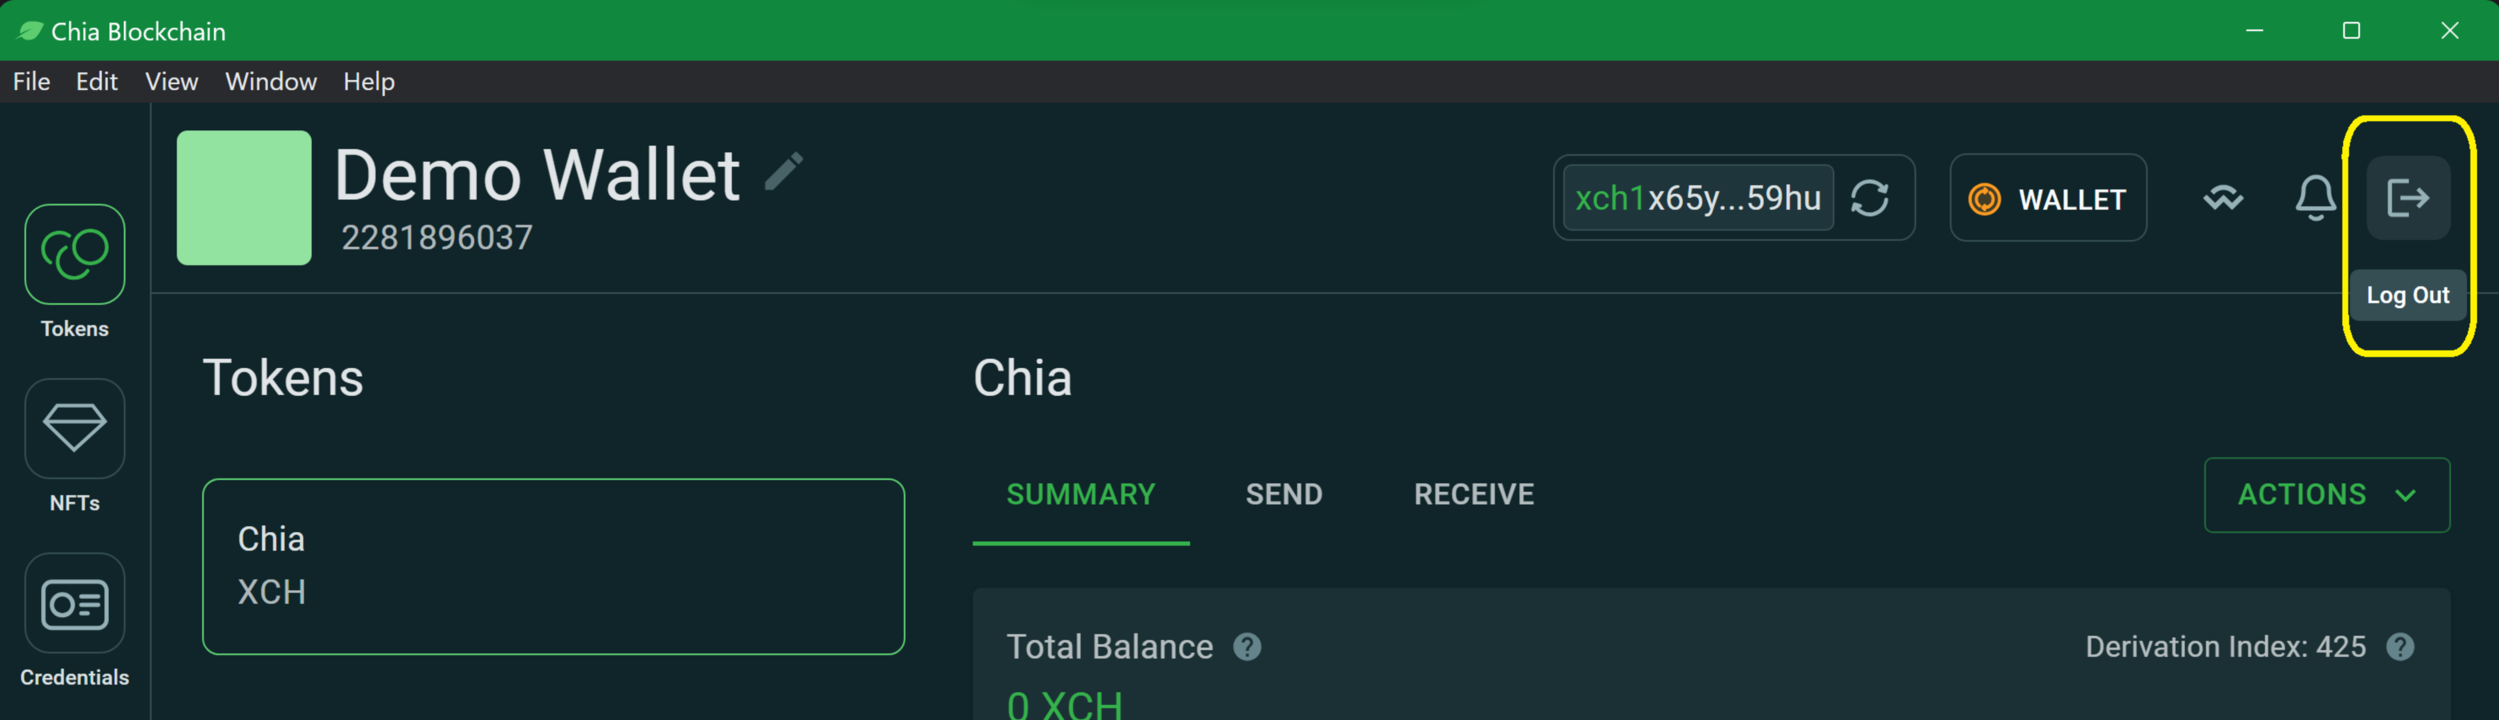 Chia Blockchain
File Edit View Window Help
Demo Wallet
2281896037
xch1x65y...59hu
WALLET
Log Out
Tokens
NFTs
Credentials
Tokens
Chia
XCH
Chia
SUMMARY SEND RECEIVE
ACTIONS
Total Balance ?
Derivation Index: 425 ?
0 XCH